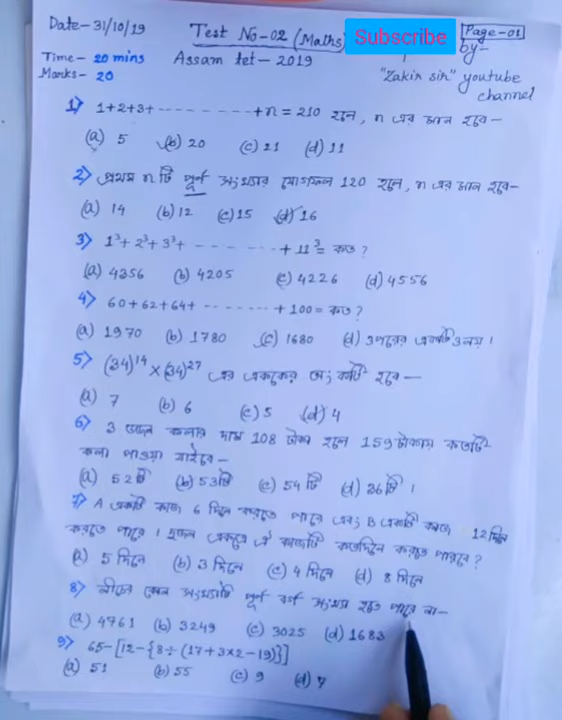 Date- 31/10/19
Test No-02 (Maths)
Subscribe
Page-01
Time- 20 mins
Assam tet- 2019
by-
Marks- 20
"Zakir sir" youtube
channel
1) 1+2+3+ - - - - - - - - - +n = 210 হলে, n এর মান হবে—
(a) 5 (b) 20 (c) 21 (d) 11
2) প্রথম n টি পূর্ণ সংখ্যার যোগফল 120 হলে, n এর মান হবে-
(a) 14 (b) 12 (c) 15 (d) 16
3) 1³+ 2³+ 3³+ - - - - - - - + 11³= কত ?
(a) 4356 (b) 4205 (c) 4226 (d) 4556
4) 60+62+64+ - - - - - - - + 100 = কত ?
(a) 1970 (b) 1780 (c) 1680 (d) ওপরের একটিও নয় ।
5) (34)¹⁴ × (34)²⁷ এর এককের অংকটি হবে —
(a) 7 (b) 6 (c) 5 (d) 4
6) 3 ডজন কলার দাম 108 টাকা হলে 159 টাকায় কতটি
কলা পাওয়া যাইবে –
(a) 52টি (b) 53টি (c) 54 টি (d) 36টি ।
7) A একটি কাজ 6 দিনে করতে পারে এবং B একটি কাজ 12 দিনে
করতে পারে । দুজন একত্রে ঐ কাজটি কতদিনে করতে পারবে ?
(a) 5 দিনে (b) 3 দিনে (c) 4 দিনে (d) 8 দিনে
8) নীচের কোন সংখ্যাটি পূর্ণ বর্গ সংখ্যা হতে পারে না—
(a) 4761 (b) 3249 (c) 3025 (d) 1683
9) 65-[12-{8÷(17+3×2-19)}]
(a) 51 (b) 55 (c) 9 (d) 7